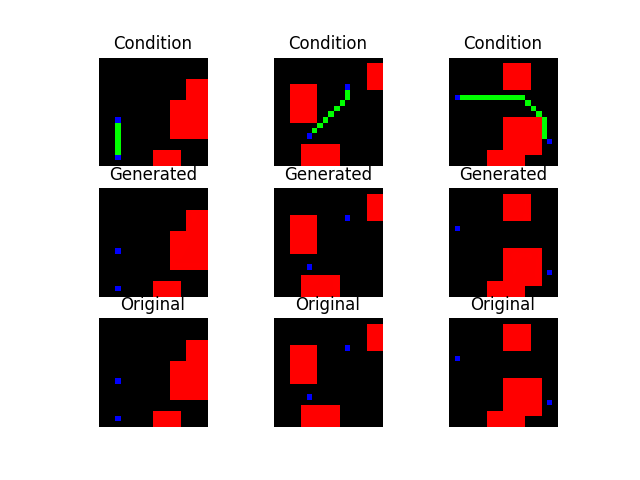 Condition Condition Condition
Generated Generated Generated
Original Original Original